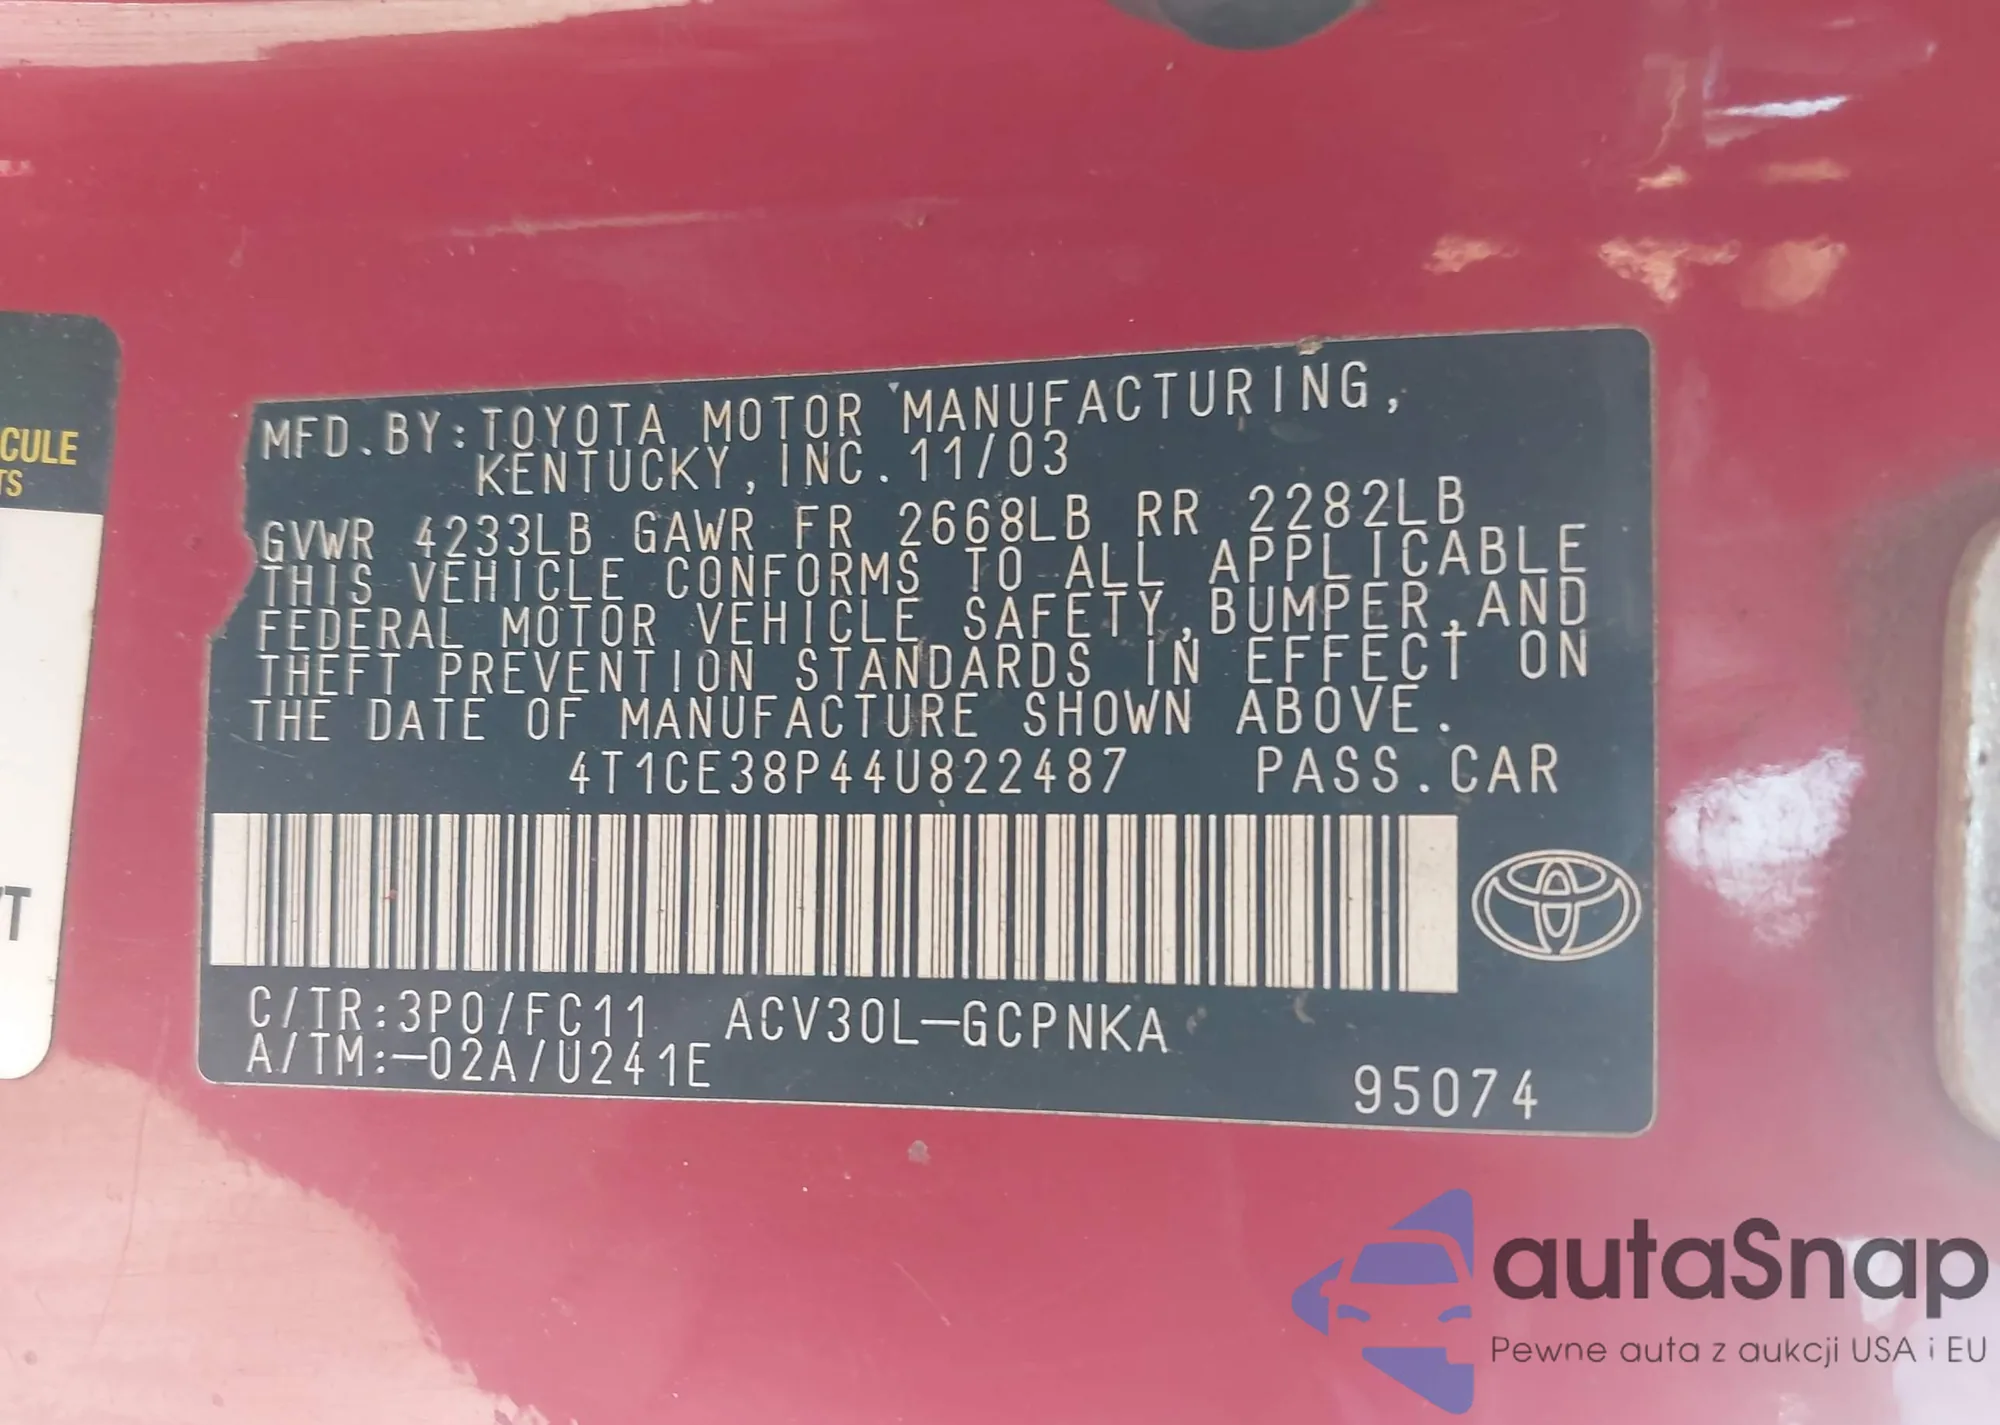 CULE
TS
MFD.BY:TOYOTA MOTOR MANUFACTURING,
KENTUCKY,INC.11/03
GVWR 4233LB GAWR FR 2668LB RR 2282LB
THIS VEHICLE CONFORMS TO ALL APPLICABLE
FEDERAL MOTOR VEHICLE SAFETY,BUMPER,AND
THEFT PREVENTION STANDARDS IN EFFECT ON
THE DATE OF MANUFACTURE SHOWN ABOVE.
4T1CE38P44U822487 PASS.CAR
C/TR:3P0/FC11 ACV30L-GCPNKA
A/TM:-02A/U241E
95074
autaSnap
Pewne auta z aukcji USA i EU